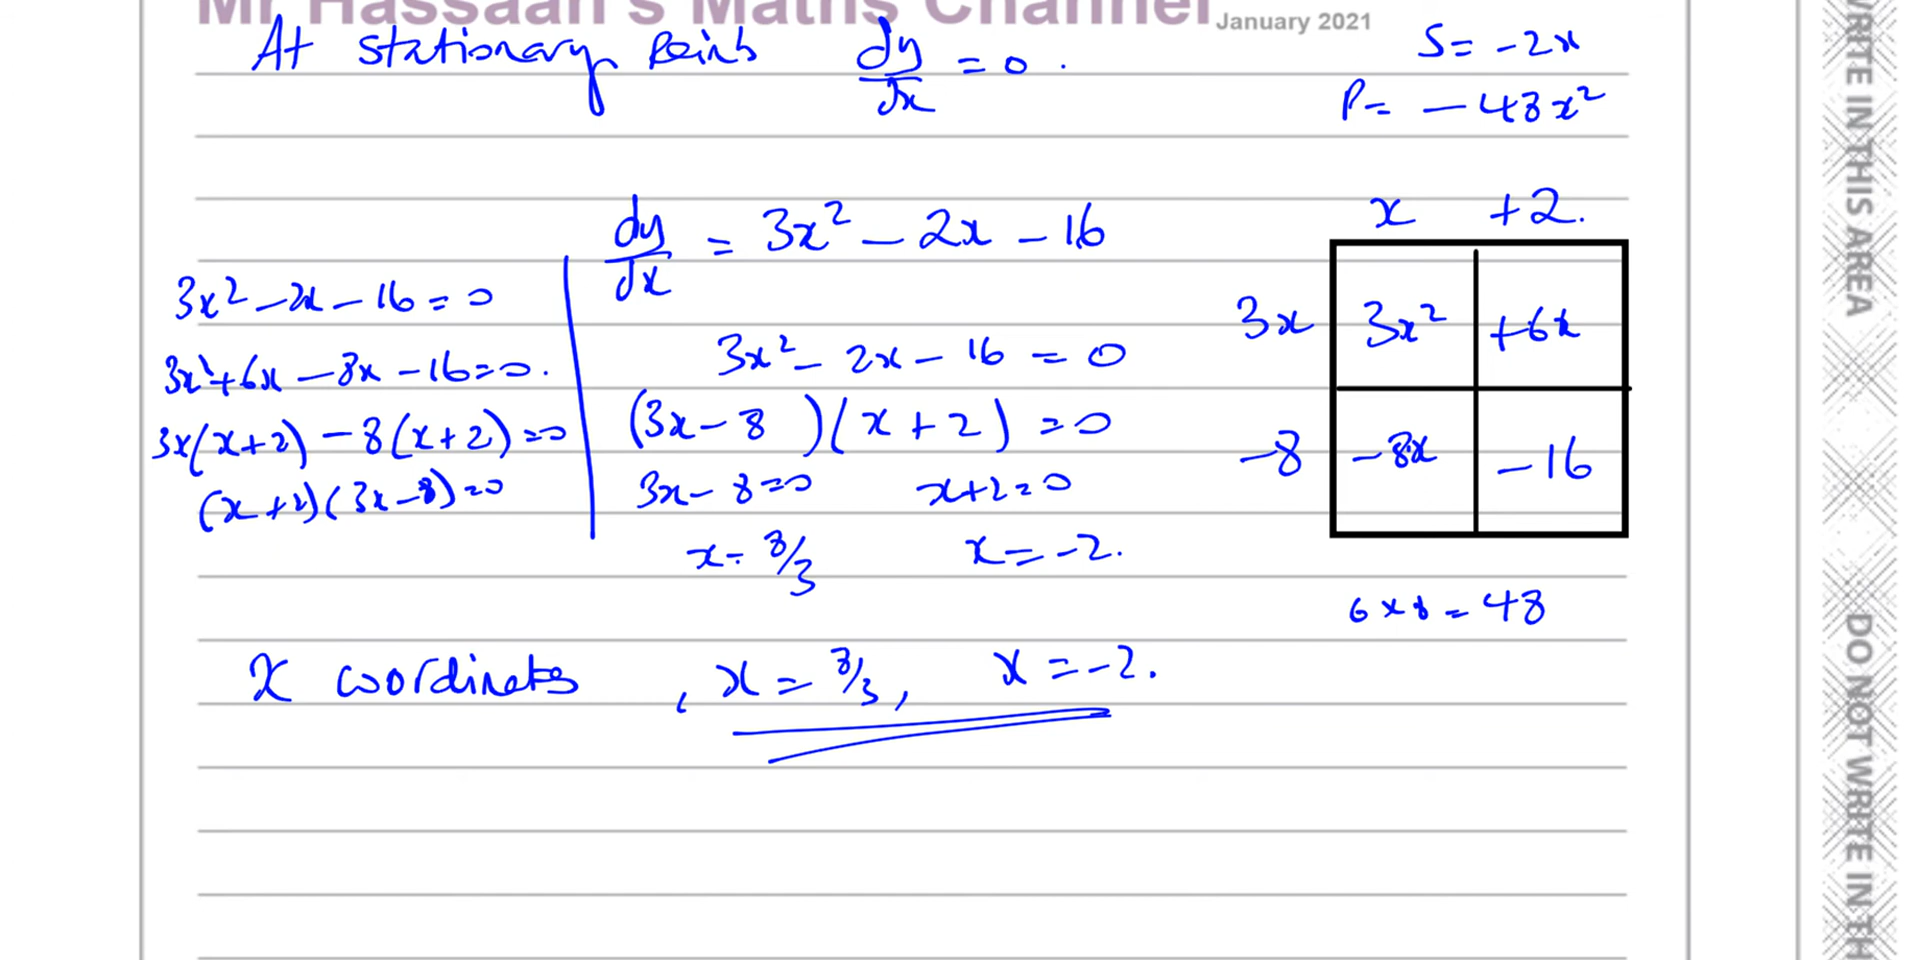 Mr Hassaan's Maths Channel January 2021
At stationary points dy/dx = 0.
S = -2x
P = -48x²
dy/dx = 3x² - 2x - 16
3x² - 2x - 16 = 0
(3x - 8)(x + 2) = 0
3x - 8 = 0 x + 2 = 0
x = 8/3 x = -2.
3x² - 2x - 16 = 0
3x² + 6x - 8x - 16 = 0.
3x(x+2) - 8(x+2) = 0
(x+2)(3x-8) = 0
x +2.
3x 3x² +6x
-8 -8x -16
6 x 8 = 48
X coordinates , x = 8/3, x = -2.
WRITE IN THIS AREA
DO NOT WRITE IN TH